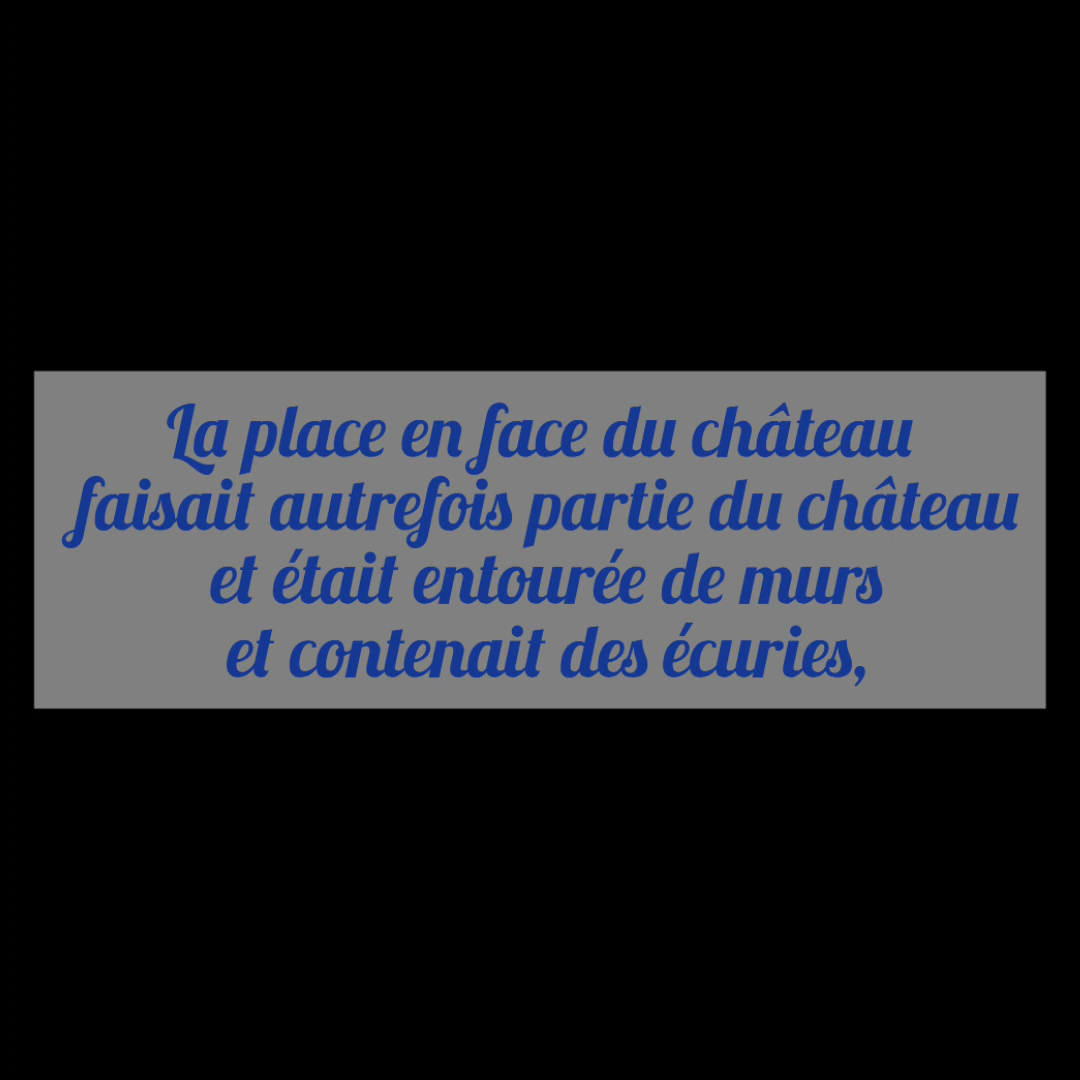 La place en face du château
faisait autrefois partie du château
et était entourée de murs
et contenait des écuries,